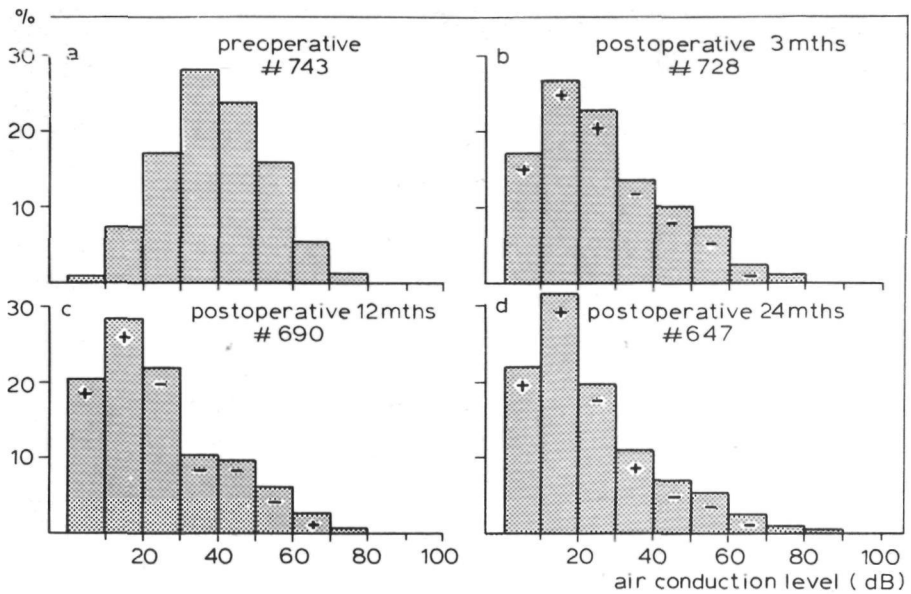 %
30
20
10
a
preoperative
# 743
b
postoperative 3 mths
# 728
+ + + − − − −
30
20
10
c
postoperative 12 mths
# 690
+ + − − − − +
d
postoperative 24 mths
# 647
+ + − + − − −
20 40 60 80 100
20 40 60 80 100
air conduction level ( dB)